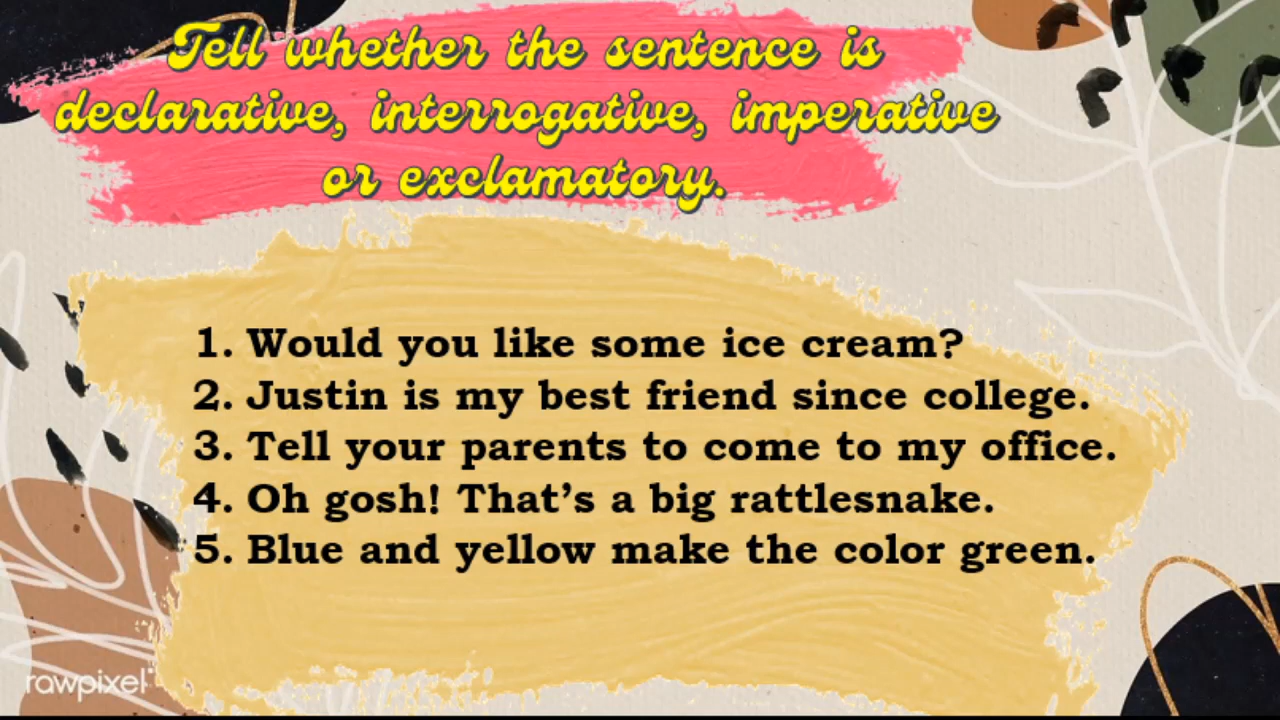 Tell whether the sentence is
declarative, interrogative, imperative
or exclamatory.
1. Would you like some ice cream?
2. Justin is my best friend since college.
3. Tell your parents to come to my office.
4. Oh gosh! That’s a big rattlesnake.
5. Blue and yellow make the color green.
rawpixel